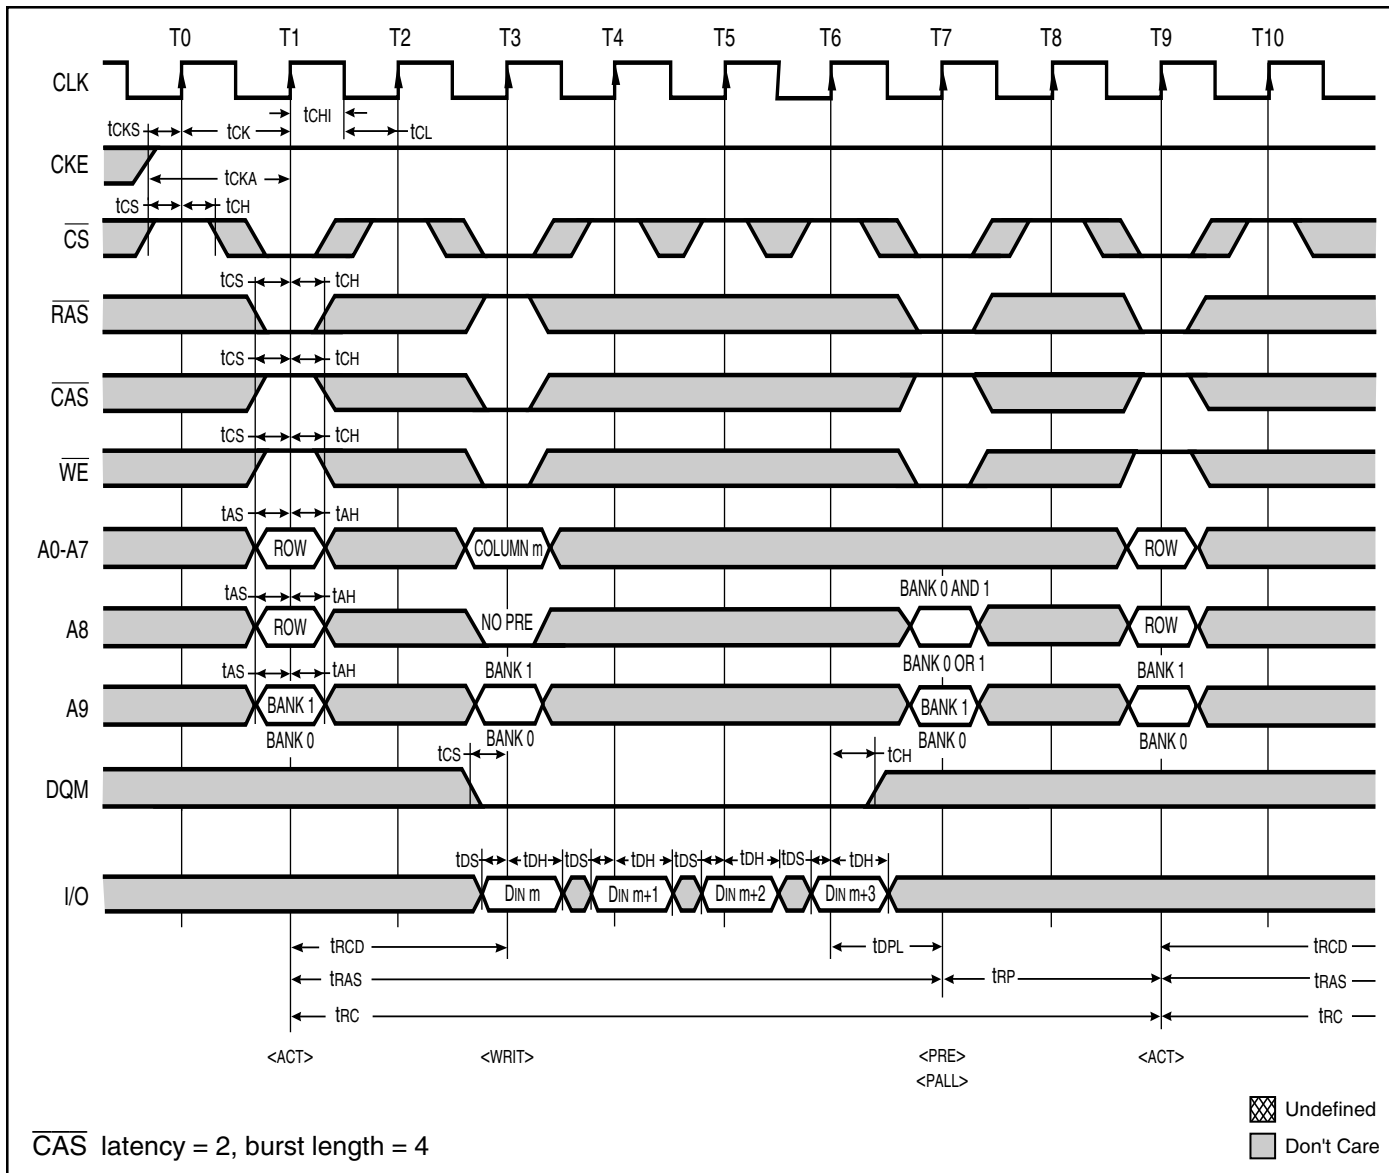 T0 T1 T2 T3 T4 T5 T6 T7 T8 T9 T10
CLK
tCHI
tCKS tCK tCL
CKE
tCKA
tCS tCH
CS
tCS tCH
RAS
tCS tCH
CAS
tCS tCH
WE
tAS tAH
A0-A7 ROW COLUMN m ROW
tAS tAH BANK 0 AND 1
A8 ROW NO PRE ROW
tAS tAH BANK 1 BANK 0 OR 1 BANK 1
A9 BANK 1 BANK 1
BANK 0 BANK 0 BANK 0 BANK 0
tCS tCH
DQM
tDS tDH tDS tDH tDS tDH tDS tDH
I/O DIN m DIN m+1 DIN m+2 DIN m+3
tRCD tDPL tRCD
tRAS tRP tRAS
tRC tRC
<ACT> <WRIT> <PRE> <ACT>
<PALL>
Undefined
CAS latency = 2, burst length = 4 Don't Care